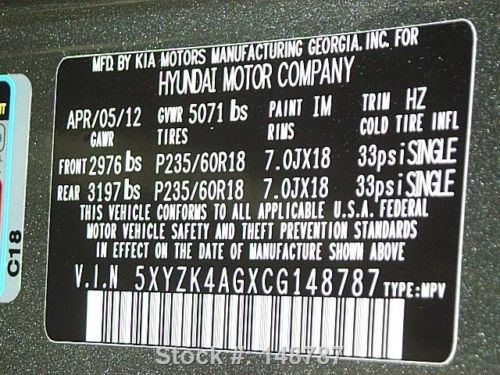 MFD. BY KIA MOTORS MANUFACTURING GEORGIA. INC. FOR
HYUNDAI MOTOR COMPANY
APR/05/12 GVWR 5071 lbs PAINT IM TRIM HZ
GAWR TIRES RIMS COLD TIRE INFL
FRONT 2976 lbs P235/60R18 7.0JX18 33psi SINGLE
REAR 3197 lbs P235/60R18 7.0JX18 33psi SINGLE
THIS VEHICLE CONFORMS TO ALL APPLICABLE U.S.A. FEDERAL
MOTOR VEHICLE SAFETY AND THEFT PREVENTION STANDARDS
IN EFFECT ON THE DATE OF MANUFACTURE SHOWN ABOVE
V.I.N 5XYZK4AGXCG148787 TYPE:MPV
C18
Stock #: 148787